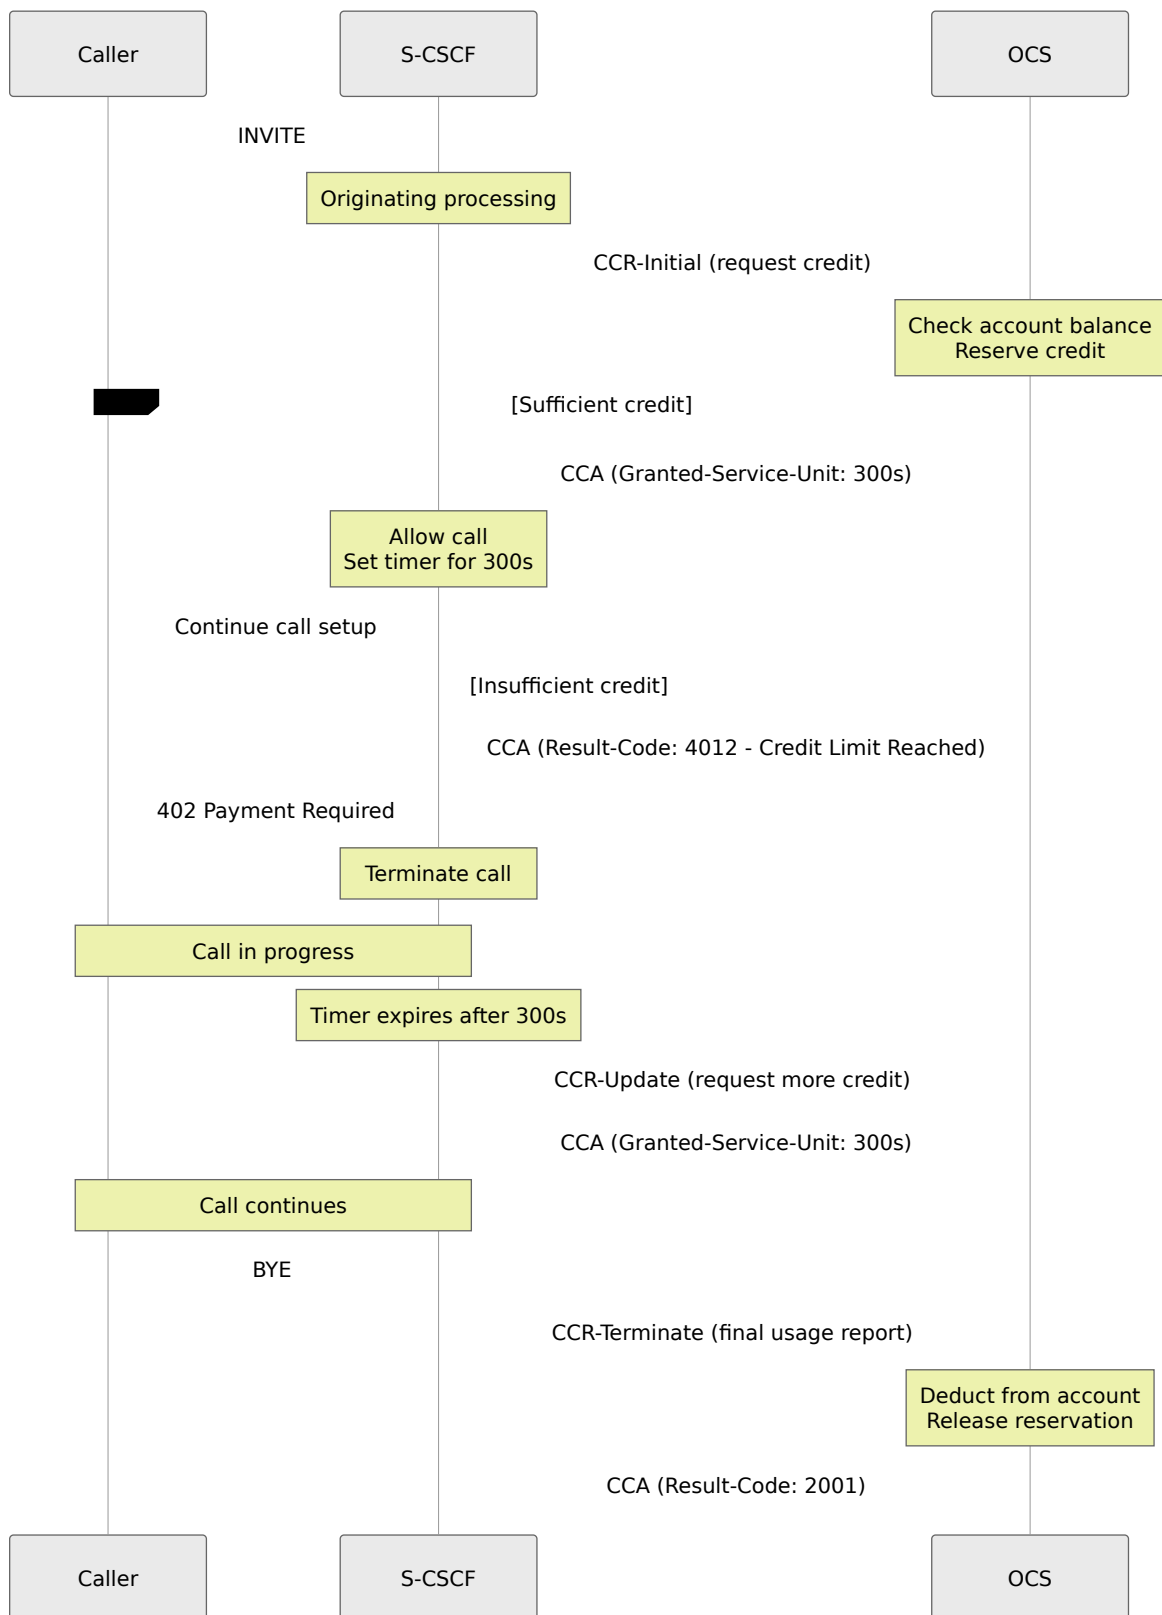 Caller
S-CSCF
OCS
INVITE
Originating processing
CCR-Initial (request credit)
Check account balance
Reserve credit
[Sufficient credit]
CCA (Granted-Service-Unit: 300s)
Allow call
Set timer for 300s
Continue call setup
[Insufficient credit]
CCA (Result-Code: 4012 - Credit Limit Reached)
402 Payment Required
Terminate call
Call in progress
Timer expires after 300s
CCR-Update (request more credit)
CCA (Granted-Service-Unit: 300s)
Call continues
BYE
CCR-Terminate (final usage report)
Deduct from account
Release reservation
CCA (Result-Code: 2001)
Caller
S-CSCF
OCS